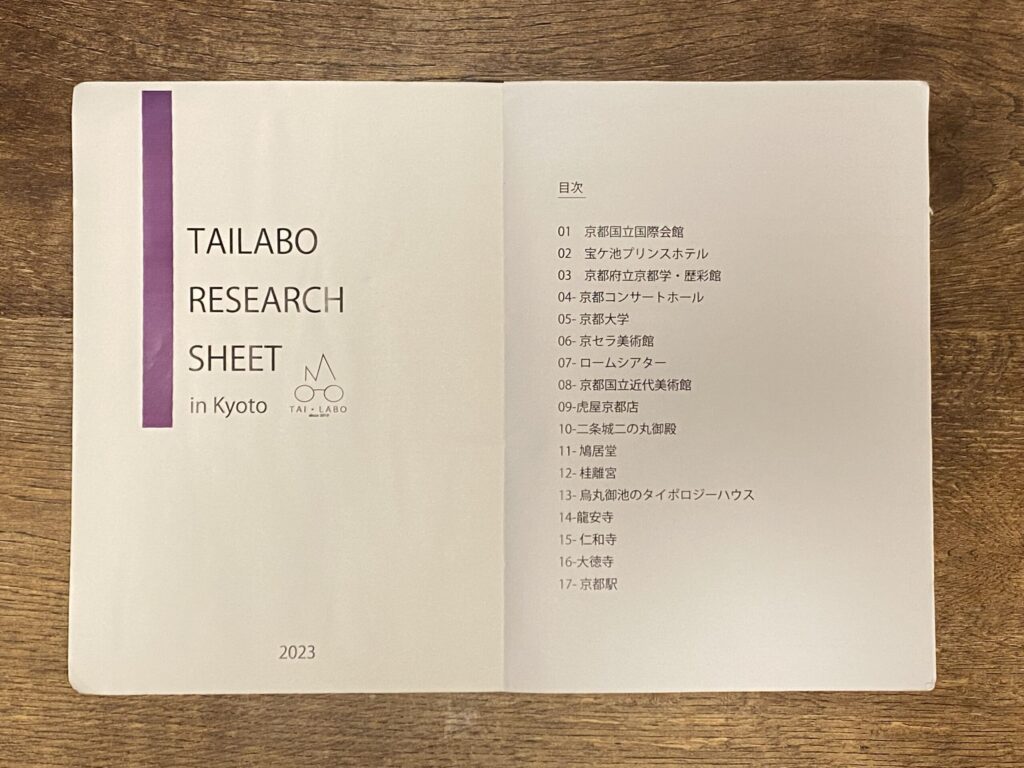 TAILABO
RESEARCH
SHEET
in Kyoto
TAI・LABO
since 2010
2023
目次
01 京都国立国際会館
02 宝ケ池プリンスホテル
03 京都府立京都学・歴彩館
04- 京都コンサートホール
05- 京都大学
06- 京セラ美術館
07- ロームシアター
08- 京都国立近代美術館
09-虎屋京都店
10-二条城二の丸御殿
11- 鳩居堂
12- 桂離宮
13- 烏丸御池のタイポロジーハウス
14-龍安寺
15- 仁和寺
16-大徳寺
17- 京都駅